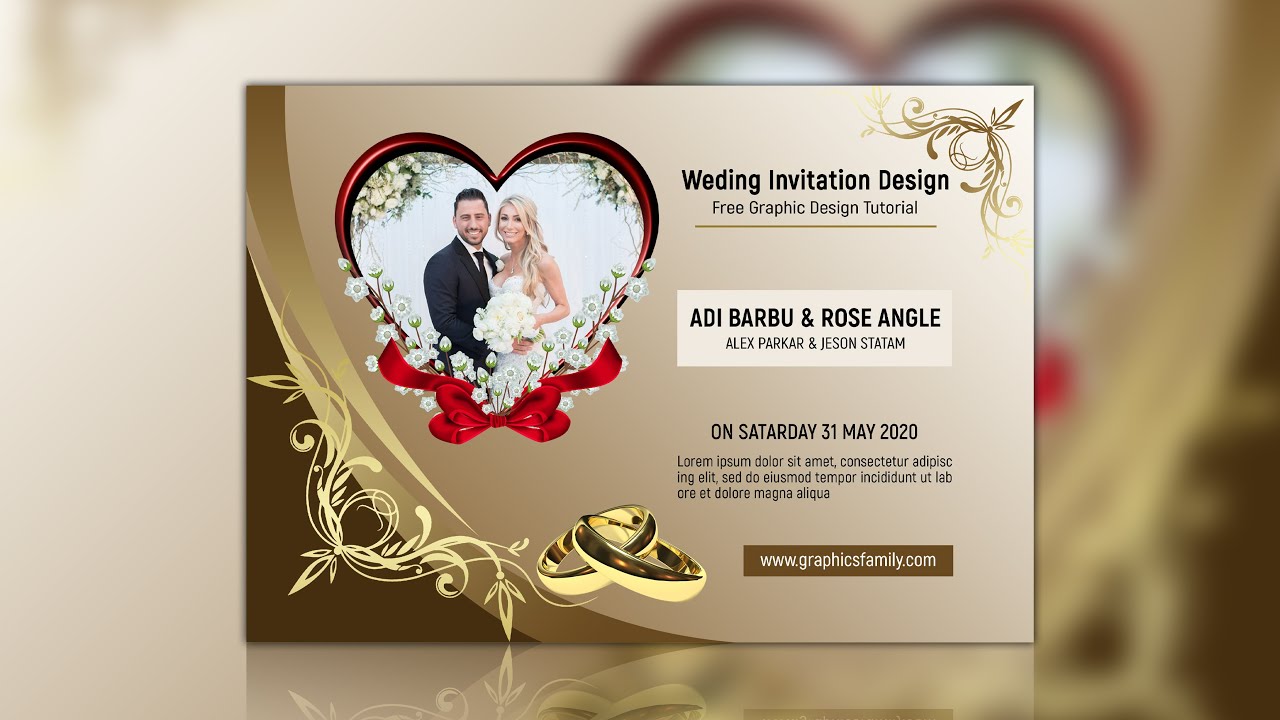 Weding Invitation Design
Free Graphic Design Tutorial
ADI BARBU & ROSE ANGLE
ALEX PARKAR & JESON STATAM
ON SATARDAY 31 MAY 2020
Lorem ipsum dolor sit amet, consectetur adipisc
ing elit, sed do eiusmod tempor incididunt ut lab
ore et dolore magna aliqua
www.graphicsfamily.com